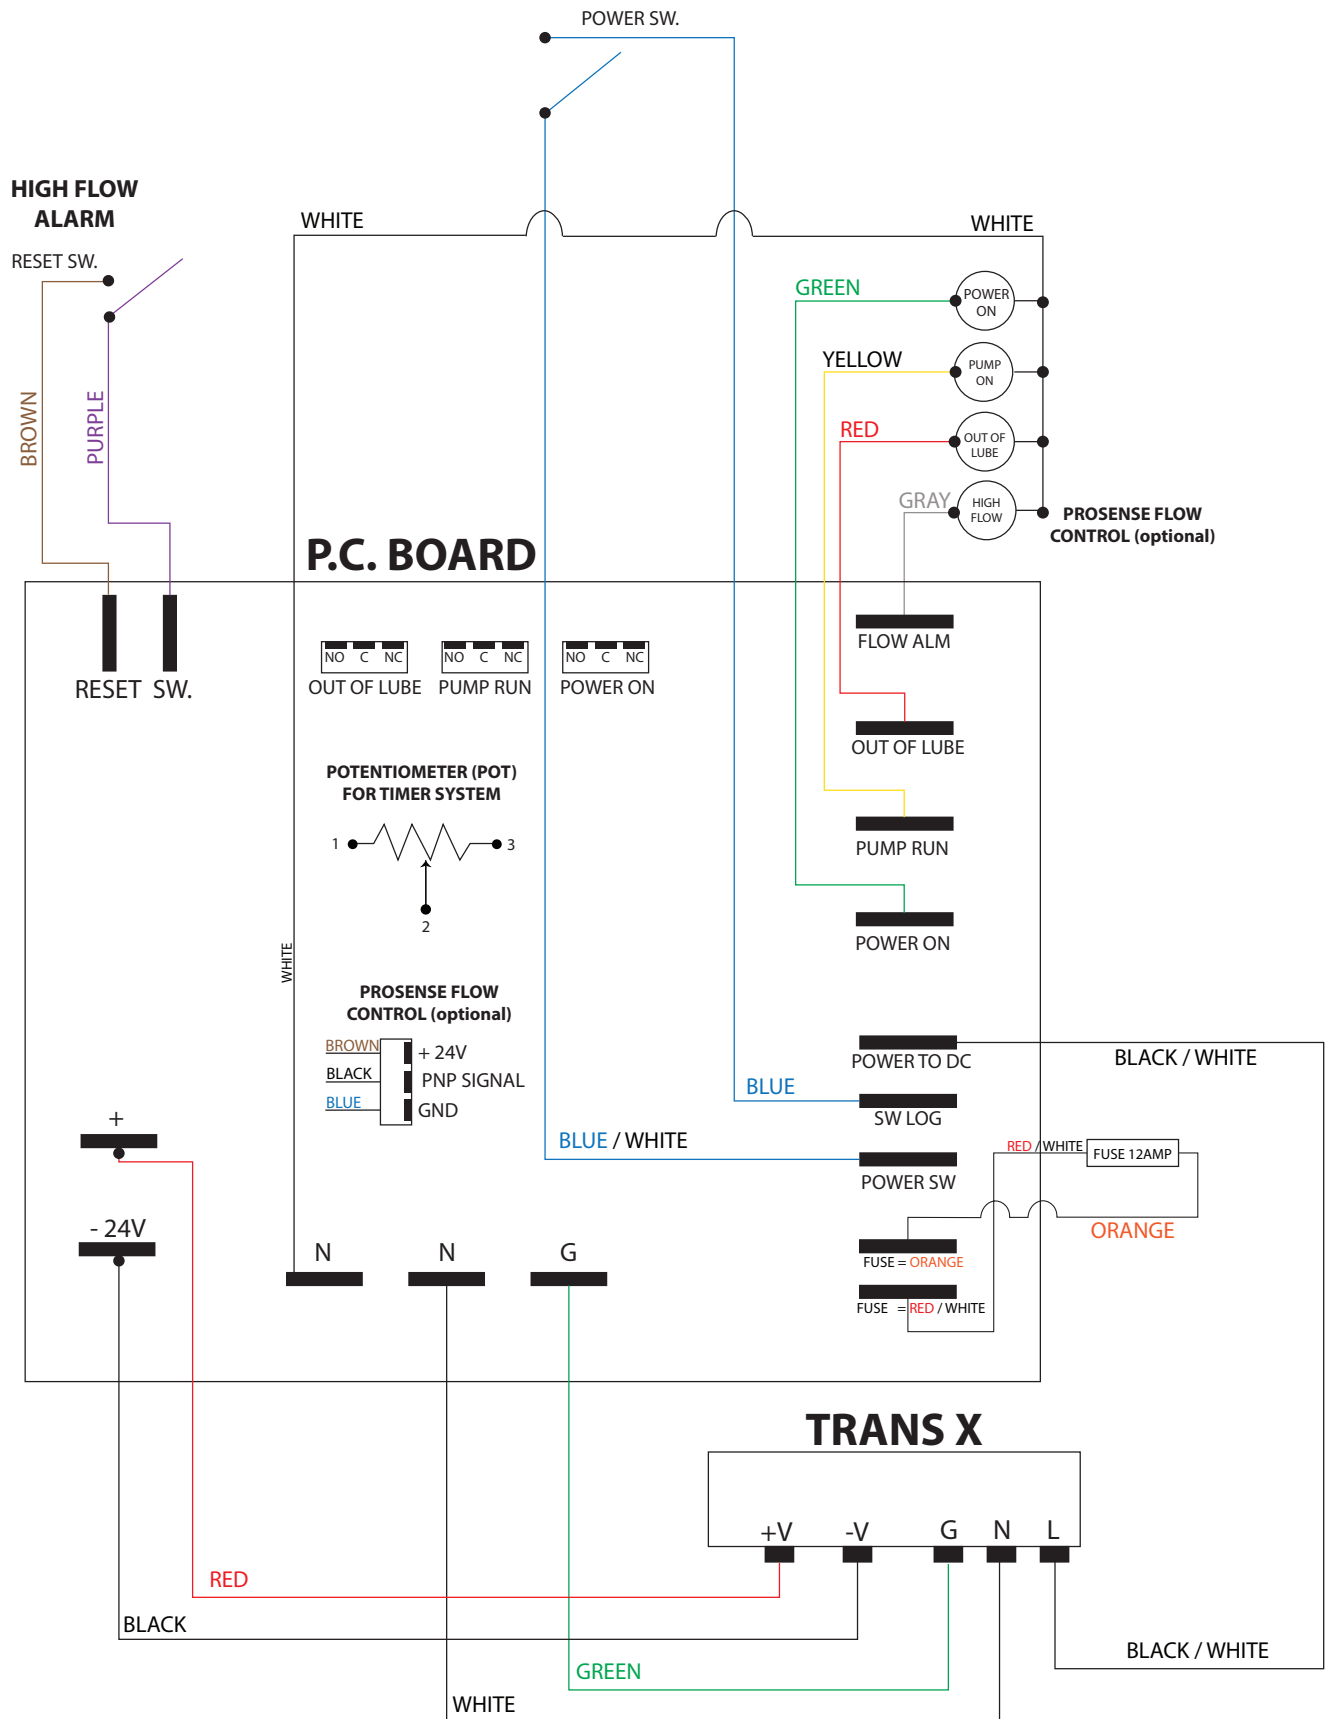 POWER SW.
HIGH FLOW
ALARM
RESET SW.
WHITE
WHITE
GREEN
POWER
ON
YELLOW
PUMP
ON
RED
OUT OF
LUBE
GRAY
HIGH
FLOW
PROSENSE FLOW
CONTROL (optional)
BROWN
PURPLE
P.C. BOARD
RESET SW.
NO C NC
OUT OF LUBE
NO C NC
PUMP RUN
NO C NC
POWER ON
FLOW ALM
OUT OF LUBE
POTENTIOMETER (POT)
FOR TIMER SYSTEM
1
3
2
PUMP RUN
POWER ON
WHITE
PROSENSE FLOW
CONTROL (optional)
BROWN
+ 24V
BLACK
PNP SIGNAL
BLUE
GND
POWER TO DC
BLACK / WHITE
BLUE
SW LOG
BLUE / WHITE
POWER SW
RED / WHITE
FUSE 12AMP
ORANGE
+
- 24V
N
N
G
FUSE = ORANGE
FUSE = RED / WHITE
TRANS X
+V
-V
G
N
L
RED
BLACK
GREEN
WHITE
BLACK / WHITE